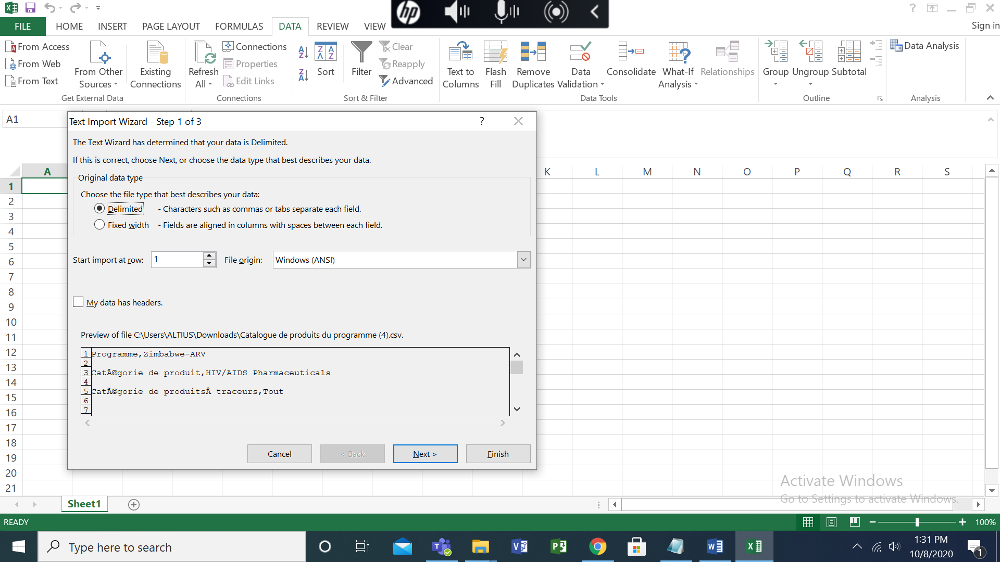 FILE HOME INSERT PAGE LAYOUT FORMULAS DATA REVIEW VIEW
hp
?
Sign in
From Access
From Web
From Text
From Other Sources
Existing Connections
Get External Data
Refresh All
Connections
Properties
Edit Links
Connections
Sort
Filter
Clear
Reapply
Advanced
Sort & Filter
Text to Columns
Flash Fill
Remove Duplicates
Data Validation
Consolidate
What-If Analysis
Relationships
Data Tools
Group
Ungroup
Subtotal
Outline
Data Analysis
Analysis
A1
Text Import Wizard - Step 1 of 3
?
The Text Wizard has determined that your data is Delimited.
If this is correct, choose Next, or choose the data type that best describes your data.
Original data type
Choose the file type that best describes your data:
Delimited - Characters such as commas or tabs separate each field.
Fixed width - Fields are aligned in columns with spaces between each field.
Start import at row: 1 File origin: Windows (ANSI)
My data has headers.
Preview of file C:\Users\ALTIUS\Downloads\Catalogue de produits du programme (4).csv.
1 Programme,Zimbabwe-ARV
2
3 CatÃ©gorie de produit,HIV/AIDS Pharmaceuticals
4
5 CatÃ©gorie de produitsÂ traceurs,Tout
6
7
Cancel < Back Next > Finish
A K L M N O P Q R S
1
2
3
4
5
6
7
8
9
10
11
12
13
14
15
16
17
18
19
20
21
Activate Windows
Go to Settings to activate Windows.
Sheet1
READY
100%
Type here to search
1:31 PM
10/8/2020
1